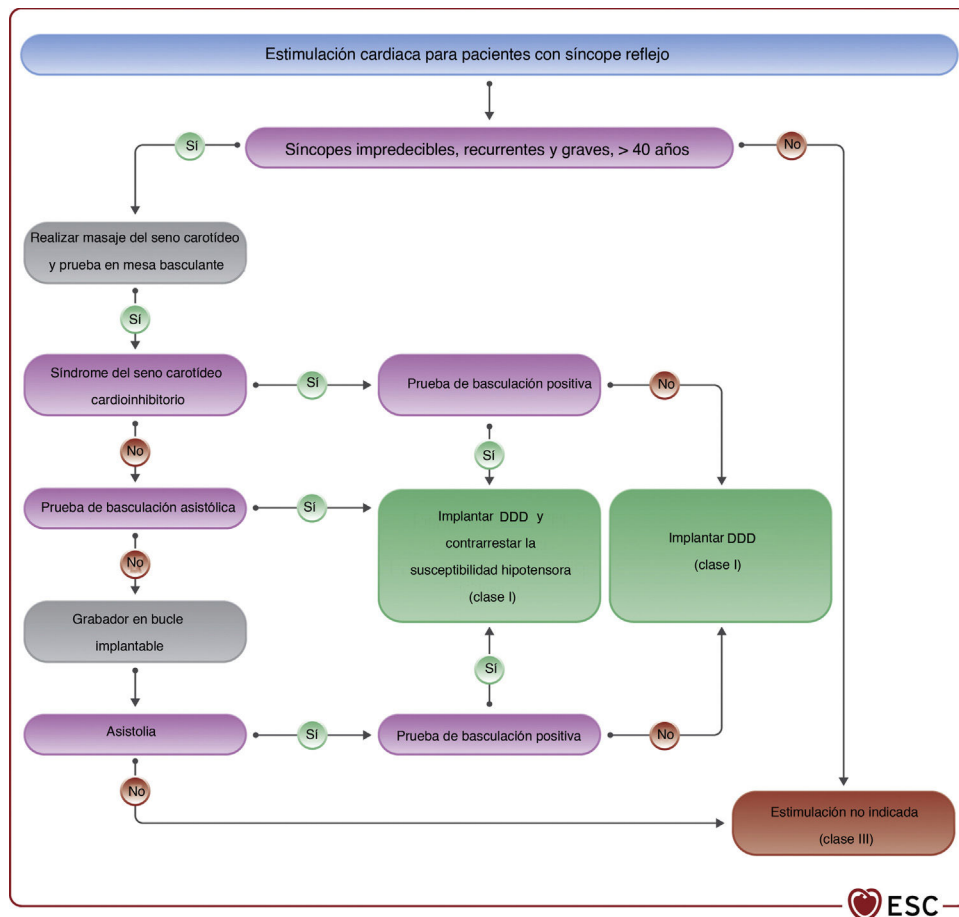 Estimulación cardiaca para pacientes con síncope reflejo
Síncopes impredecibles, recurrentes y graves, > 40 años
Sí
No
Realizar masaje del seno carotídeo
y prueba en mesa basculante
Sí
Síndrome del seno carotídeo
cardioinhibitorio
Sí
Prueba de basculación positiva
No
No
Sí
Prueba de basculación asistólica
Sí
Implantar DDD y
contrarrestar la
susceptibilidad hipotensora
(clase I)
Implantar DDD
(clase I)
No
Grabador en bucle
implantable
Sí
Asistolia
Sí
Prueba de basculación positiva
No
No
Estimulación no indicada
(clase III)
ESC